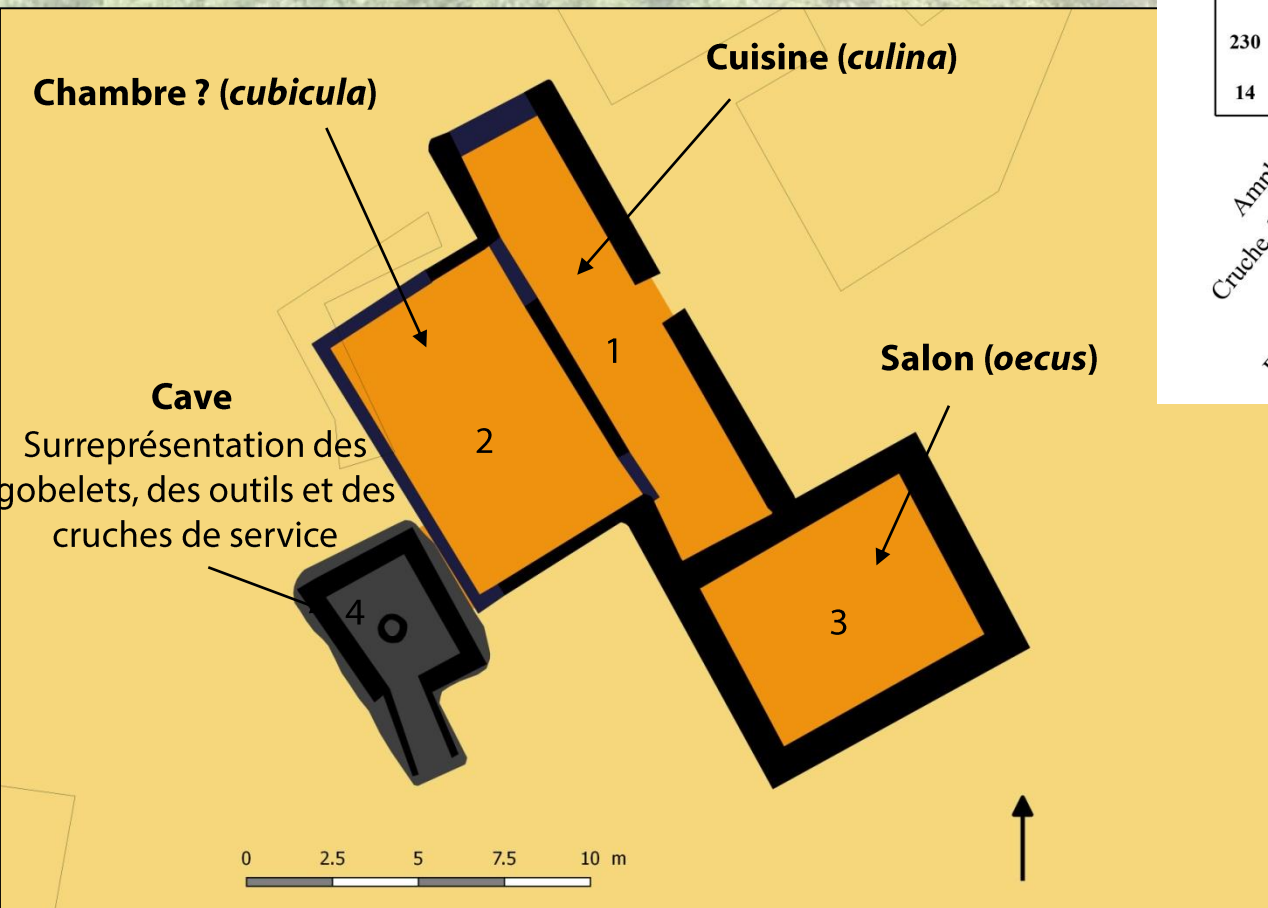 Cuisine (culina)
Chambre ? (cubicula)
Salon (oecus)
Cave
Surreprésentation des
gobelets, des outils et des
cruches de service
1
2
3
4
0 2.5 5 7.5 10 m
230
14
Cruche